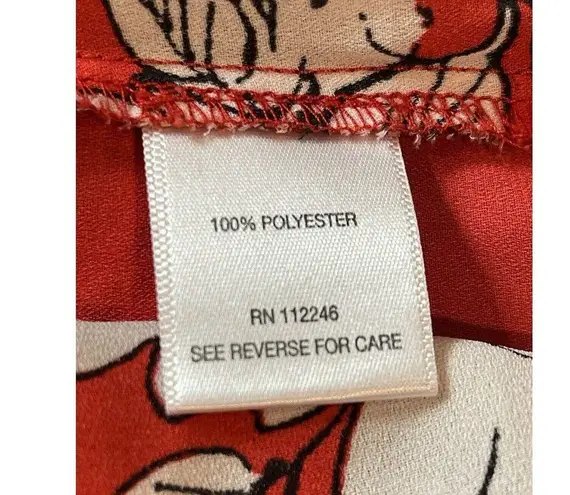 100% POLYESTER
RN 112246
SEE REVERSE FOR CARE